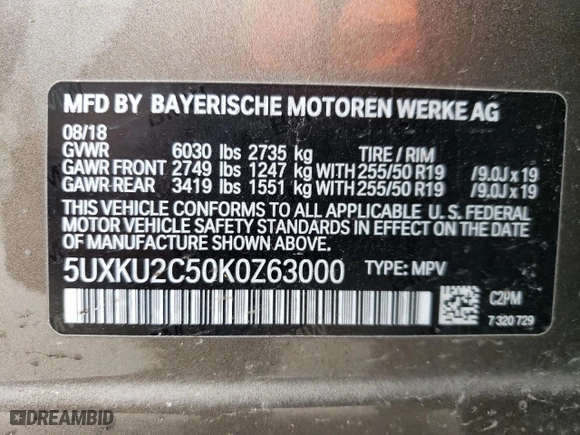 MFD BY BAYERISCHE MOTOREN WERKE AG
08/18
GVWR 6030 lbs 2735 kg TIRE / RIM
GAWR FRONT 2749 lbs 1247 kg WITH 255/50 R19 /9.0J x 19
GAWR REAR 3419 lbs 1551 kg WITH 255/50 R19 /9.0J x 19
THIS VEHICLE CONFORMS TO ALL APPLICABLE U. S. FEDERAL
MOTOR VEHICLE SAFETY STANDARDS IN EFFECT ON THE
DATE OF MANUFACTURE SHOWN ABOVE.
5UXKU2C50K0Z63000 TYPE: MPV
C2PM
7 320 729
DREAMBID